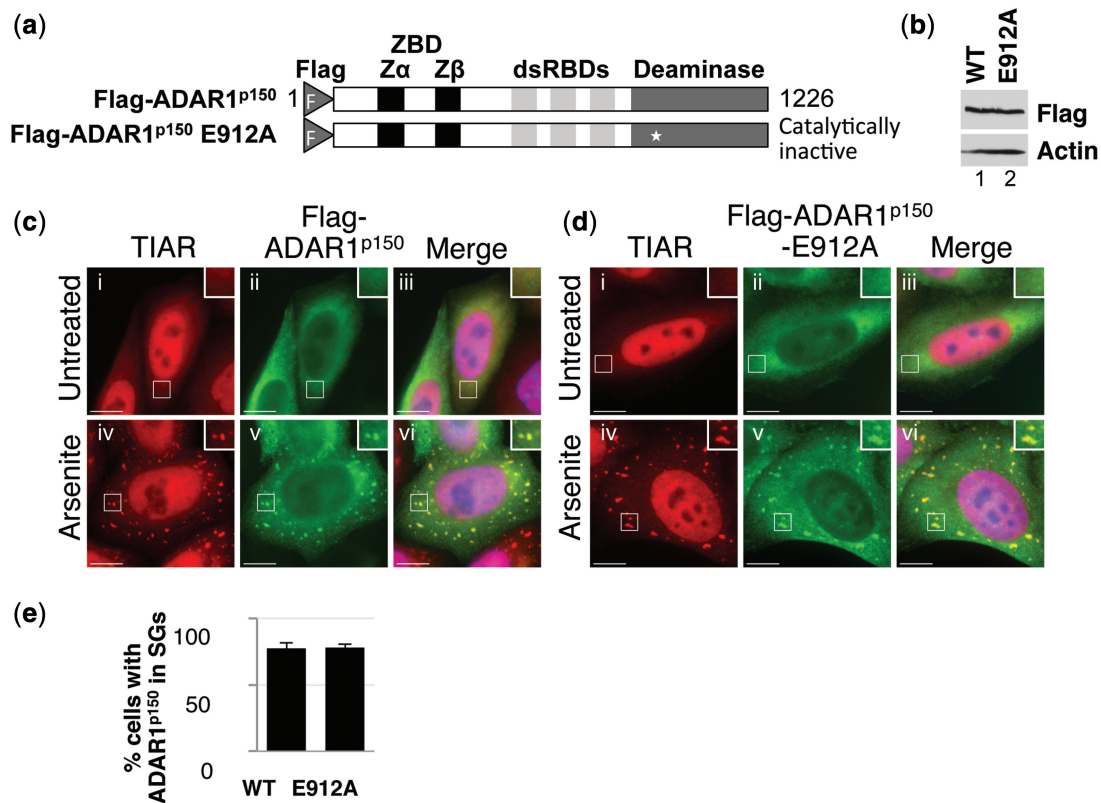 (a)
ZBD
Flag Zα Zβ dsRBDs Deaminase
Flag-ADAR1p150 1 F 1226
Flag-ADAR1p150 E912A F Catalytically
inactive
(b)
WT E912A
Flag
Actin
1 2
(c)
TIAR Flag-ADAR1p150 Merge
Untreated
i ii iii
Arsenite
iv v vi
(d)
TIAR Flag-ADAR1p150-E912A Merge
Untreated
i ii iii
Arsenite
iv v vi
(e)
% cells with
ADAR1p150 in SGs
100
50
0
WT E912A